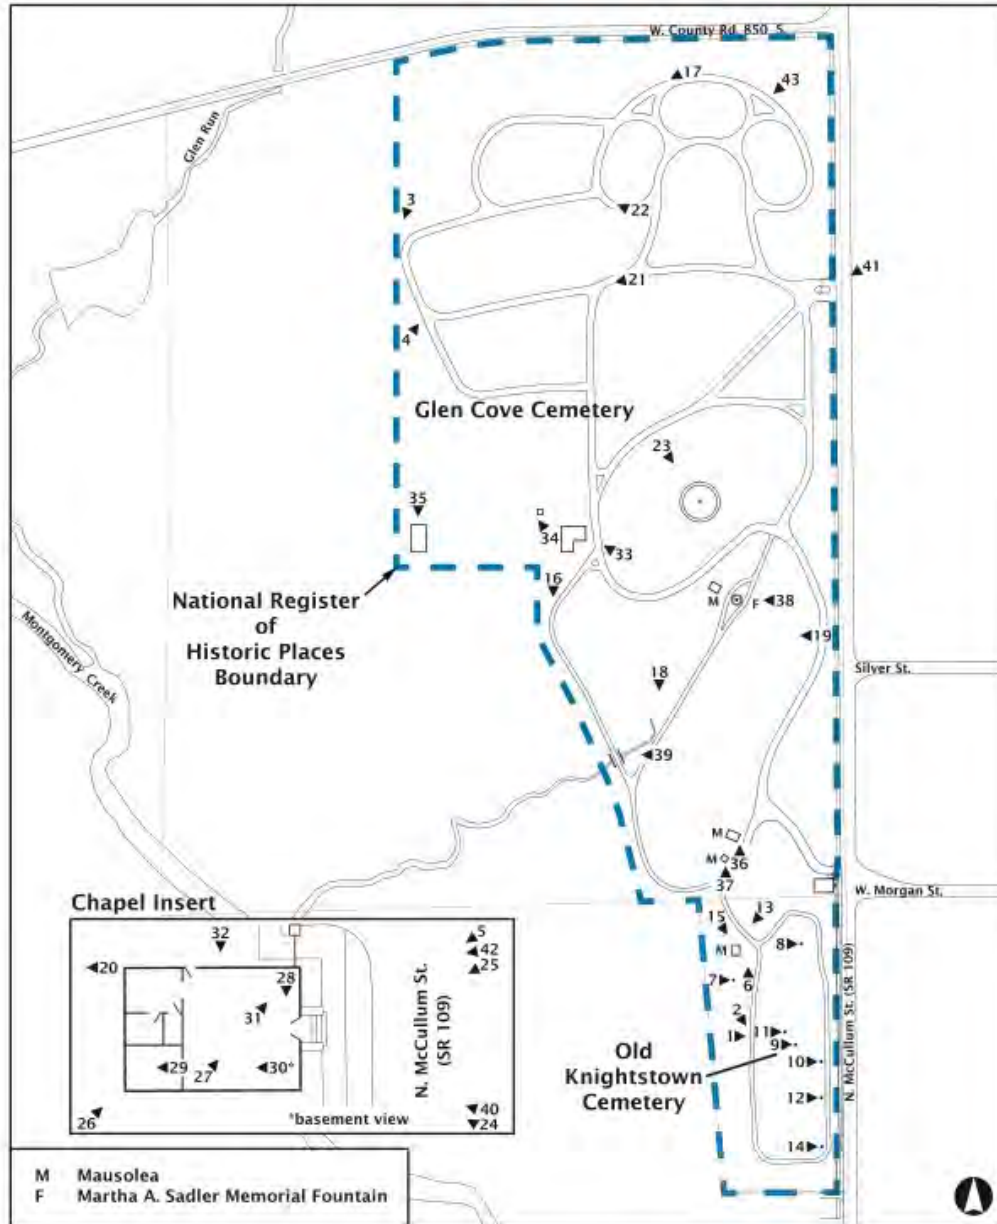 W. County Rd. 850 S.
17
43
Glen Run
3
22
41
21
4
Glen Cove Cemetery
23
35
34
33
16
National Register
of
Historic Places
Boundary
M
F
38
19
Montgomery Creek
Silver St.
18
39
M
M
36
37
W. Morgan St.
Chapel Insert
15
13
8
M
7
6
2
1
11
9
10
12
14
N. McCullum St. (SR 109)
Old
Knightstown
Cemetery
32
5
42
25
20
28
31
N. McCullum St.
(SR 109)
29
27
30*
26
*basement view
40
24
M Mausolea
F Martha A. Sadler Memorial Fountain